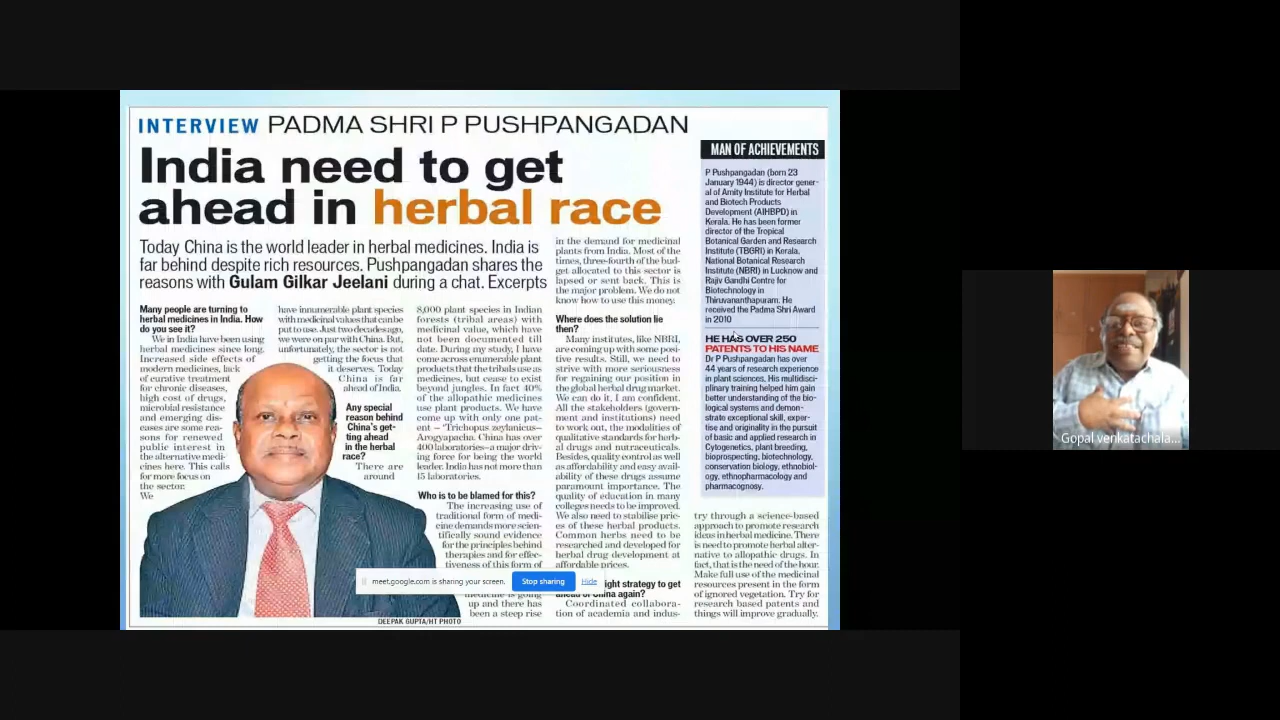 INTERVIEW PADMA SHRI P PUSHPANGADAN
India need to get
ahead in herbal race
Today China is the world leader in herbal medicines. India is
far behind despite rich resources. Pushpangadan shares the
reasons with Gulam Gilkar Jeelani during a chat. Excerpts
Many people are turning to
herbal medicines in India. How
do you see it?
We in India have been using
herbal medicines since long.
Increased side effects of
modern medicines, lack
of curative treatment
for chronic diseases,
high cost of drugs,
microbial resistance
and emerging dis-
eases are some rea-
sons for renewed
public interest in
the alternative medi-
cines here. This calls
for more focus on
the sector.
We
have innumerable plant species
with medicinal values that can be
put to use. Just two decades ago,
we were on par with China. But,
unfortunately, the sector is not
getting the focus that
it deserves. Today
China is far
ahead of India.
Any special
reason behind
China's get-
ting ahead
in the herbal
race?
There are
around
8,000 plant species in Indian
forests (tribal areas) with
medicinal value, which have
not been documented till
date. During my study, I have
come across enumerable plant
products that the tribals use as
medicines, but cease to exist
beyond jungles. In fact 40%
of the allopathic medicines
use plant products. We have
come up with only one pat-
ent – 'Trichopus zeylanicus–
Arogyapacha. China has over
400 laboratories–a major driv-
ing force for being the world
leader. India has not more than
15 laboratories.
Who is to be blamed for this?
The increasing use of
traditional form of medi-
cine demands more scien-
tifically sound evidence
for the principles behind
therapies and for effec-
tiveness of this form of
medicine is going
up and there has
been a steep rise
in the demand for medicinal
plants from India. Most of the
times, three-fourth of the bud-
get allocated to this sector is
lapsed or sent back. This is
the major problem. We do not
know how to use this money.
Where does the solution lie
then?
Many institutes, like NBRI,
are coming up with some posi-
tive results. Still, we need to
strive with more seriousness
for regaining our position in
the global herbal drug market.
We can do it, I am confident.
All the stakeholders (govern-
ment and institutions) need
to work out, the modalities of
qualitative standards for herb-
al drugs and nutraceuticals.
Besides, quality control as well
as affordability and easy avail-
ability of these drugs assume
paramount importance. The
quality of education in many
colleges needs to be improved.
We also need to stabilise pric-
es of these herbal products.
Common herbs need to be
researched and developed for
herbal drug development at
affordable prices.
ight strategy to get
ahead of China again?
Coordinated collabora-
tion of academia and indus-
try through a science-based
approach to promote research
ideas in herbal medicine. There
is need to promote herbal alter-
native to allopathic drugs. In
fact, that is the need of the hour.
Make full use of the medicinal
resources present in the form
of ignored vegetation. Try for
research based patents and
things will improve gradually.
MAN OF ACHIEVEMENTS
P Pushpangadan (born 23
January 1944) is director gener-
al of Amity Institute for Herbal
and Biotech Products
Development (AIHBPD) in
Kerala. He has been former
director of the Tropical
Botanical Garden and Research
Institute (TBGRI) in Kerala,
National Botanical Research
Institute (NBRI) in Lucknow and
Rajiv Gandhi Centre for
Biotechnology in
Thiruvananthapuram. He
received the Padma Shri Award
in 2010
HE HAS OVER 250
PATENTS TO HIS NAME
Dr P Pushpangadan has over
44 years of research experience
in plant sciences. His multidisci-
plinary training helped him gain
better understanding of the bio-
logical systems and demon-
strate exceptional skill, exper-
tise and originality in the pursuit
of basic and applied research in
Cytogenetics, plant breeding,
bioprospecting, biotechnology,
conservation biology, ethnobiol-
ogy, ethnopharmacology and
pharmacognosy.
DEEPAK GUPTA/HT PHOTO
meet.google.com is sharing your screen. Stop sharing Hide
Gopal venkatachala...